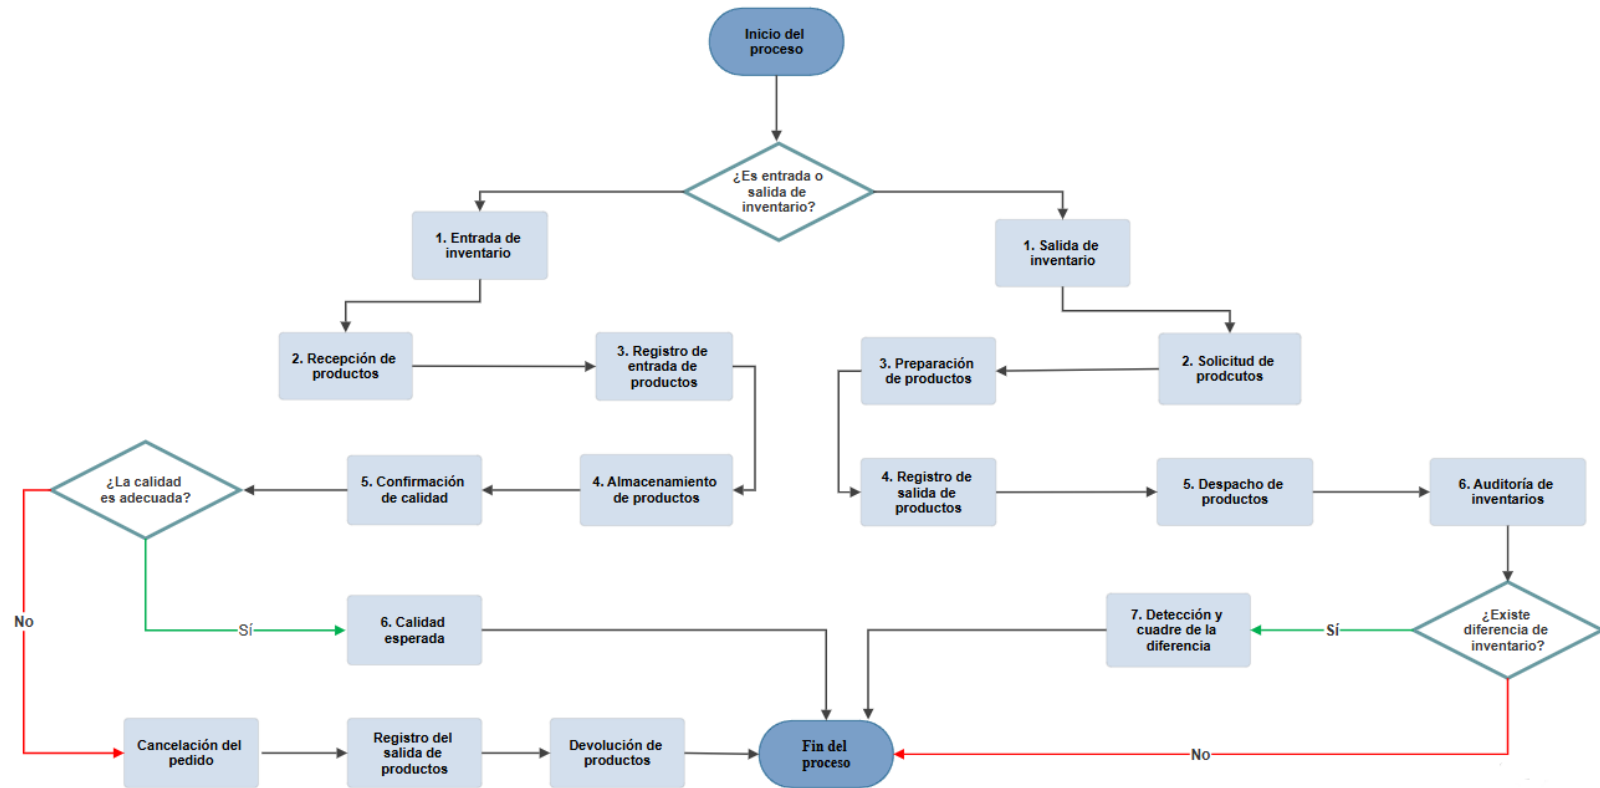 Inicio del
proceso
¿Es entrada o
salida de
inventario?
1. Entrada de
inventario
1. Salida de
inventario
2. Recepción de
productos
3. Registro de
entrada de
productos
3. Preparación
de productos
2. Solicitud de
prodcutos
¿La calidad
es adecuada?
5. Confirmación
de calidad
4. Almacenamiento
de productos
4. Registro de
salida de
productos
5. Despacho de
productos
6. Auditoría de
inventarios
No
Sí
6. Calidad
esperada
7. Detección y
cuadre de la
diferencia
Sí
¿Existe
diferencia de
inventario?
Cancelación del
pedido
Registro del
salida de
productos
Devolución de
productos
Fin del
proceso
No